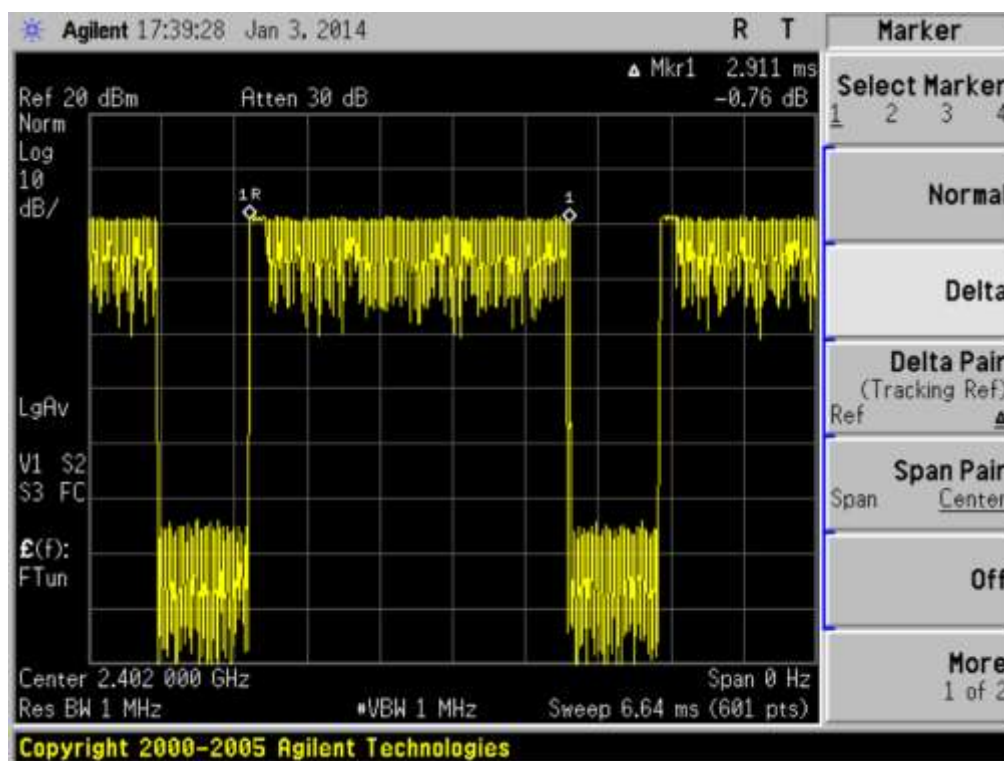 Agilent 17:39:28 Jan 3, 2014 R T
Δ Mkr1 2.911 ms
Ref 20 dBm Atten 30 dB -0.76 dB
Norm
Log
10
dB/
1R
1
LgAv
V1 S2
S3 FC
£(f):
FTun
Center 2.402 000 GHz Span 0 Hz
Res BW 1 MHz #VBW 1 MHz Sweep 6.64 ms (601 pts)
Copyright 2000-2005 Agilent Technologies
Marker
Select Marker
1 2 3 4
Normal
Delta
Delta Pair
(Tracking Ref)
Ref Δ
Span Pair
Span Center
Off
More
1 of 2